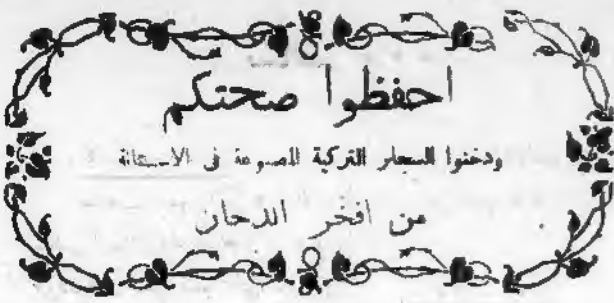 احفظوا صحتكم
ودخنوا السجاير التركية المصنوعة في الاستانة
من افخر الدخان